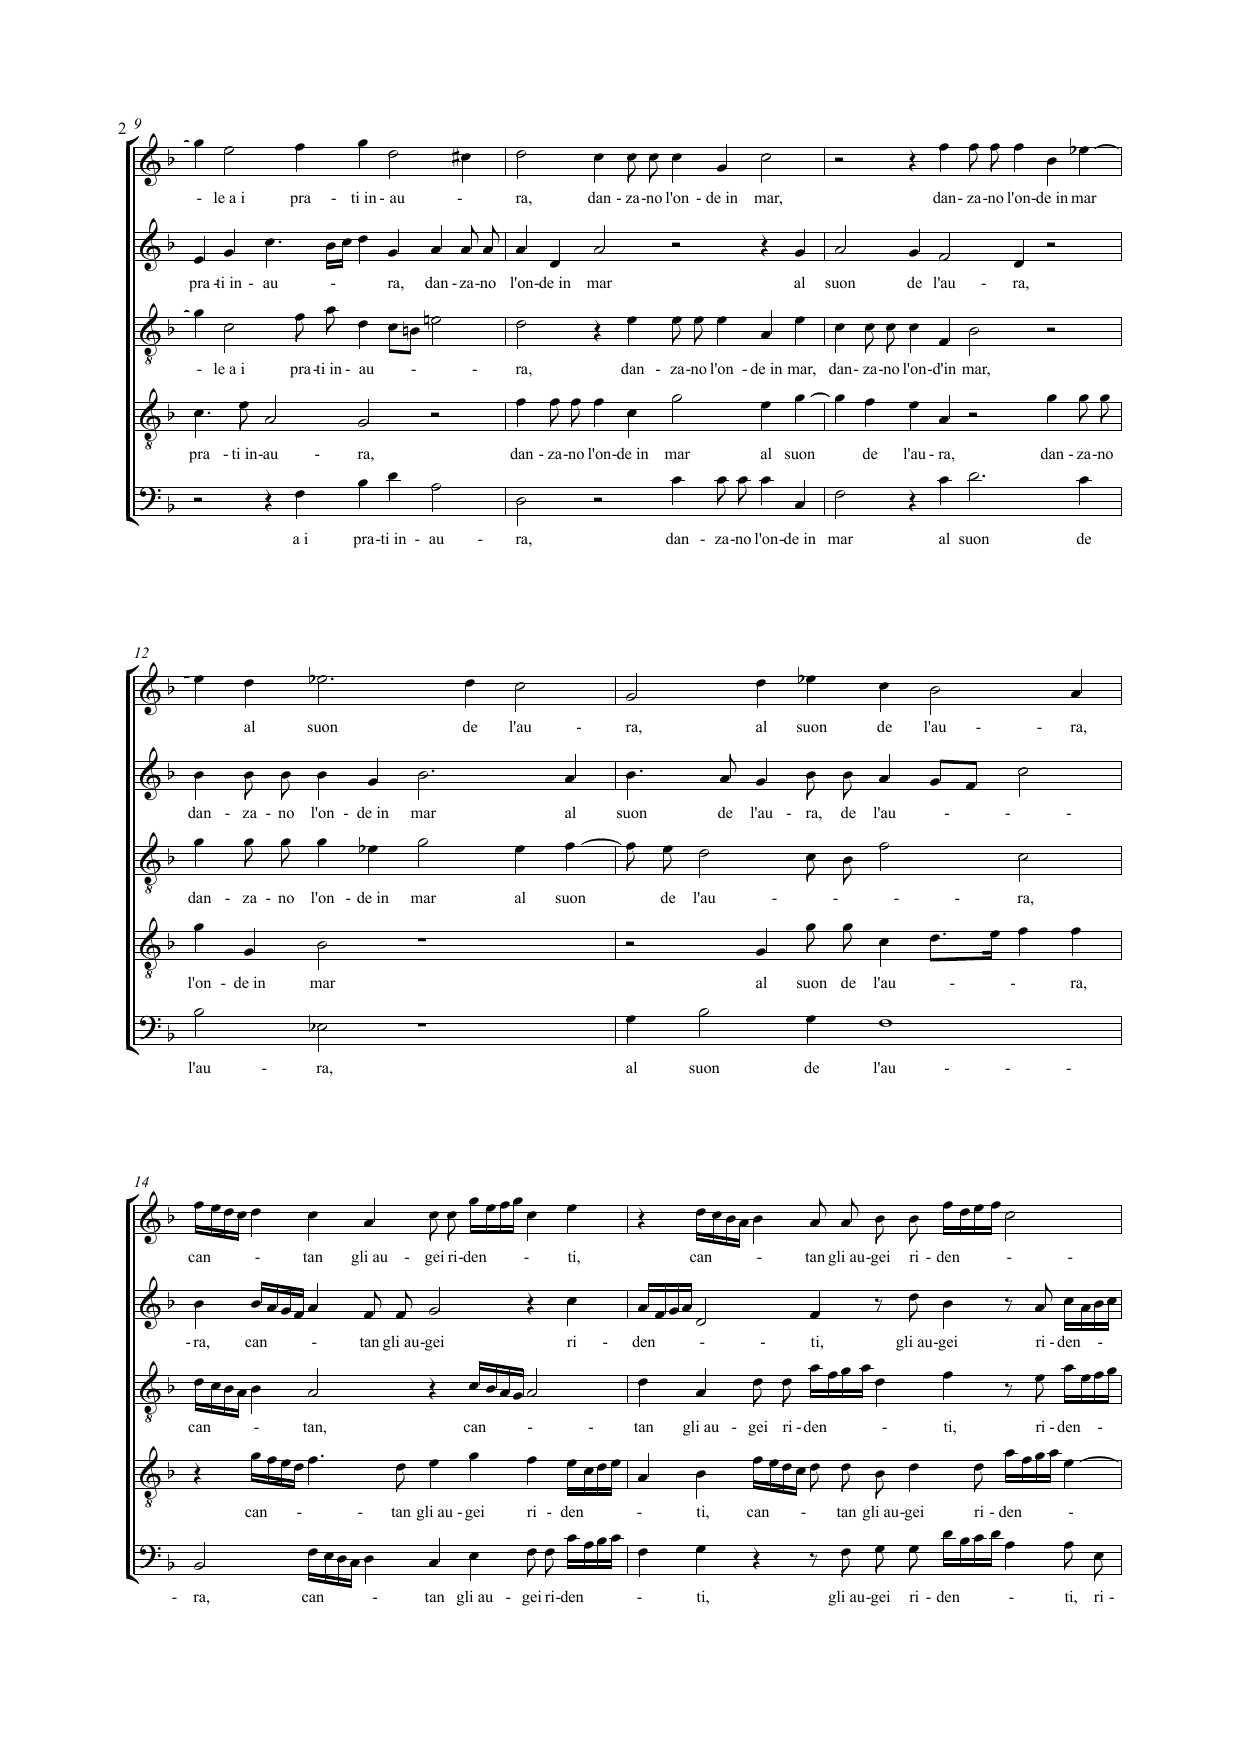 2 9
- le a i pra - ti in - au - ra, dan - za - no l'on - de in mar, dan - za - no l'on - de in mar
pra - ti in - au - ra, dan - za - no l'on - de in mar al suon de l'au - ra,
- le a i pra - ti in - au - - - ra, dan - za - no l'on - de in mar, dan - za - no l'on - d'in mar,
pra - ti in - au - ra, dan - za - no l'on - de in mar al suon de l'au - ra, dan - za - no
a i pra - ti in - au - ra, dan - za - no l'on - de in mar al suon de
12
al suon de l'au - ra, al suon de l'au - - ra,
dan - za - no l'on - de in mar al suon de l'au - ra, de l'au - - -
dan - za - no l'on - de in mar al suon de l'au - - - - ra,
l'on - de in mar al suon de l'au - - ra,
l'au - ra, al suon de l'au - - -
14
can - tan gli au - gei ri - den - ti, can - tan gli au - gei ri - den - - -
- ra, can - tan gli au - gei ri - den - - - ti, gli au - gei ri - den -
can - tan, can - - - tan gli au - gei ri - den - ti, ri - den -
can - - - tan gli au - gei ri - den - ti, can - tan gli au - gei ri - den -
- ra, can - tan gli au - gei ri - den - ti, gli au - gei ri - den - ti, ri -